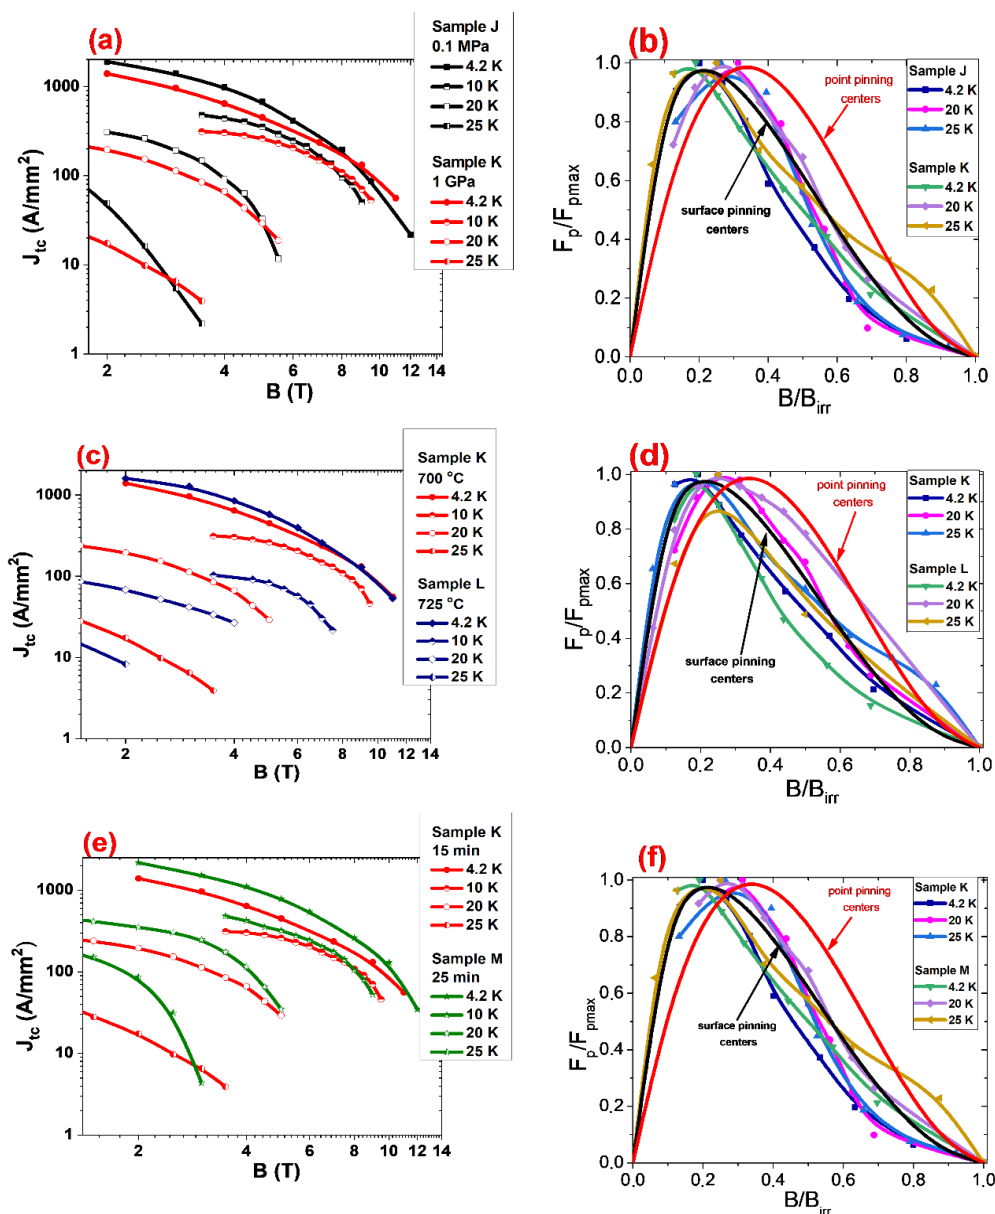 (a)
Sample J
0.1 MPa
4.2 K
10 K
20 K
25 K
Sample K
1 GPa
4.2 K
10 K
20 K
25 K
1000
100
10
1
2
4
6
8
10
12
14
J_tc (A/mm²)
B (T)
(b)
point pinning
centers
surface pinning
centers
Sample J
4.2 K
20 K
25 K
Sample K
4.2 K
20 K
25 K
1.0
0.8
0.6
0.4
0.2
0.0
0.0
0.2
0.4
0.6
0.8
1.0
F_p/F_pmax
B/B_irr
(c)
Sample K
700 °C
4.2 K
10 K
20 K
25 K
Sample L
725 °C
4.2 K
10 K
20 K
25 K
1000
100
10
1
2
4
6
8
10
12
14
J_tc (A/mm²)
B (T)
(d)
point pinning
centers
surface pinning
centers
Sample K
4.2 K
20 K
25 K
Sample L
4.2 K
20 K
25 K
1.0
0.8
0.6
0.4
0.2
0.0
0.0
0.2
0.4
0.6
0.8
1.0
F_p/F_pmax
B/B_irr
(e)
Sample K
15 min
4.2 K
10 K
20 K
25 K
Sample M
25 min
4.2 K
10 K
20 K
25 K
1000
100
10
1
2
4
6
8
10
12
14
J_tc (A/mm²)
B (T)
(f)
point pinning
centers
surface pinning
centers
Sample K
4.2 K
20 K
25 K
Sample M
4.2 K
20 K
25 K
1.0
0.8
0.6
0.4
0.2
0.0
0.0
0.2
0.4
0.6
0.8
1.0
F_p/F_pmax
B/B_irr